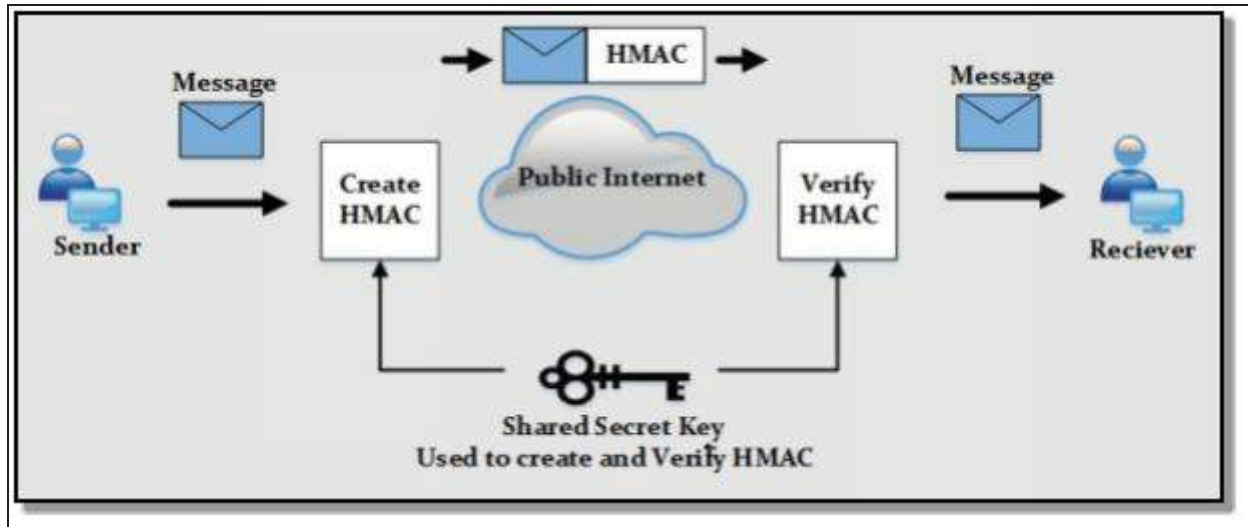 Message
HMAC
Message
Sender
Create
HMAC
Public Internet
Verify
HMAC
Reciever
Shared Secret Key
Used to create and Verify HMAC